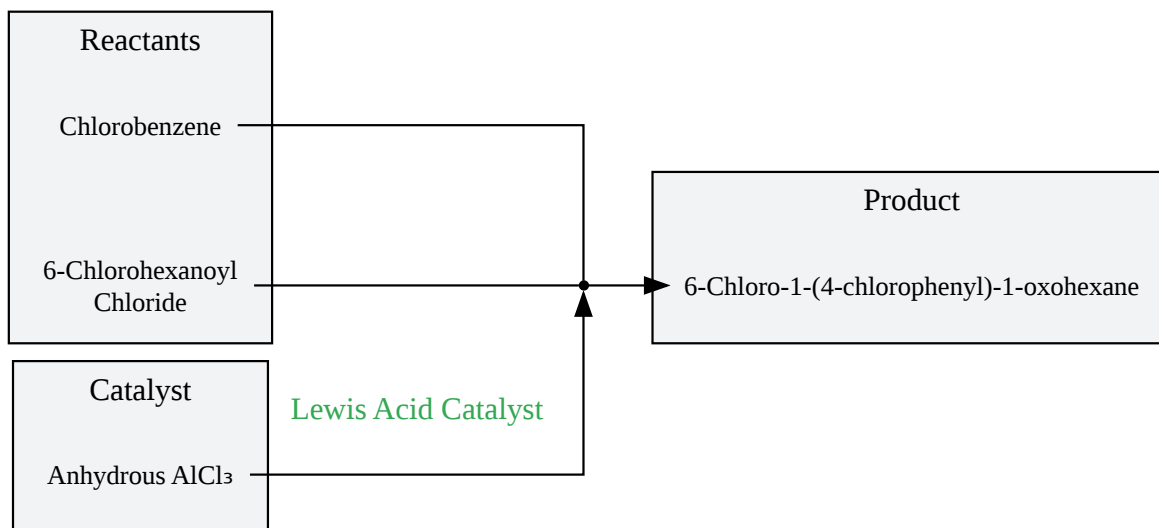 Reactants
Chlorobenzene
6-Chlorohexanoyl
Chloride
Catalyst
Anhydrous AlCl₃
Lewis Acid Catalyst
Product
6-Chloro-1-(4-chlorophenyl)-1-oxohexane